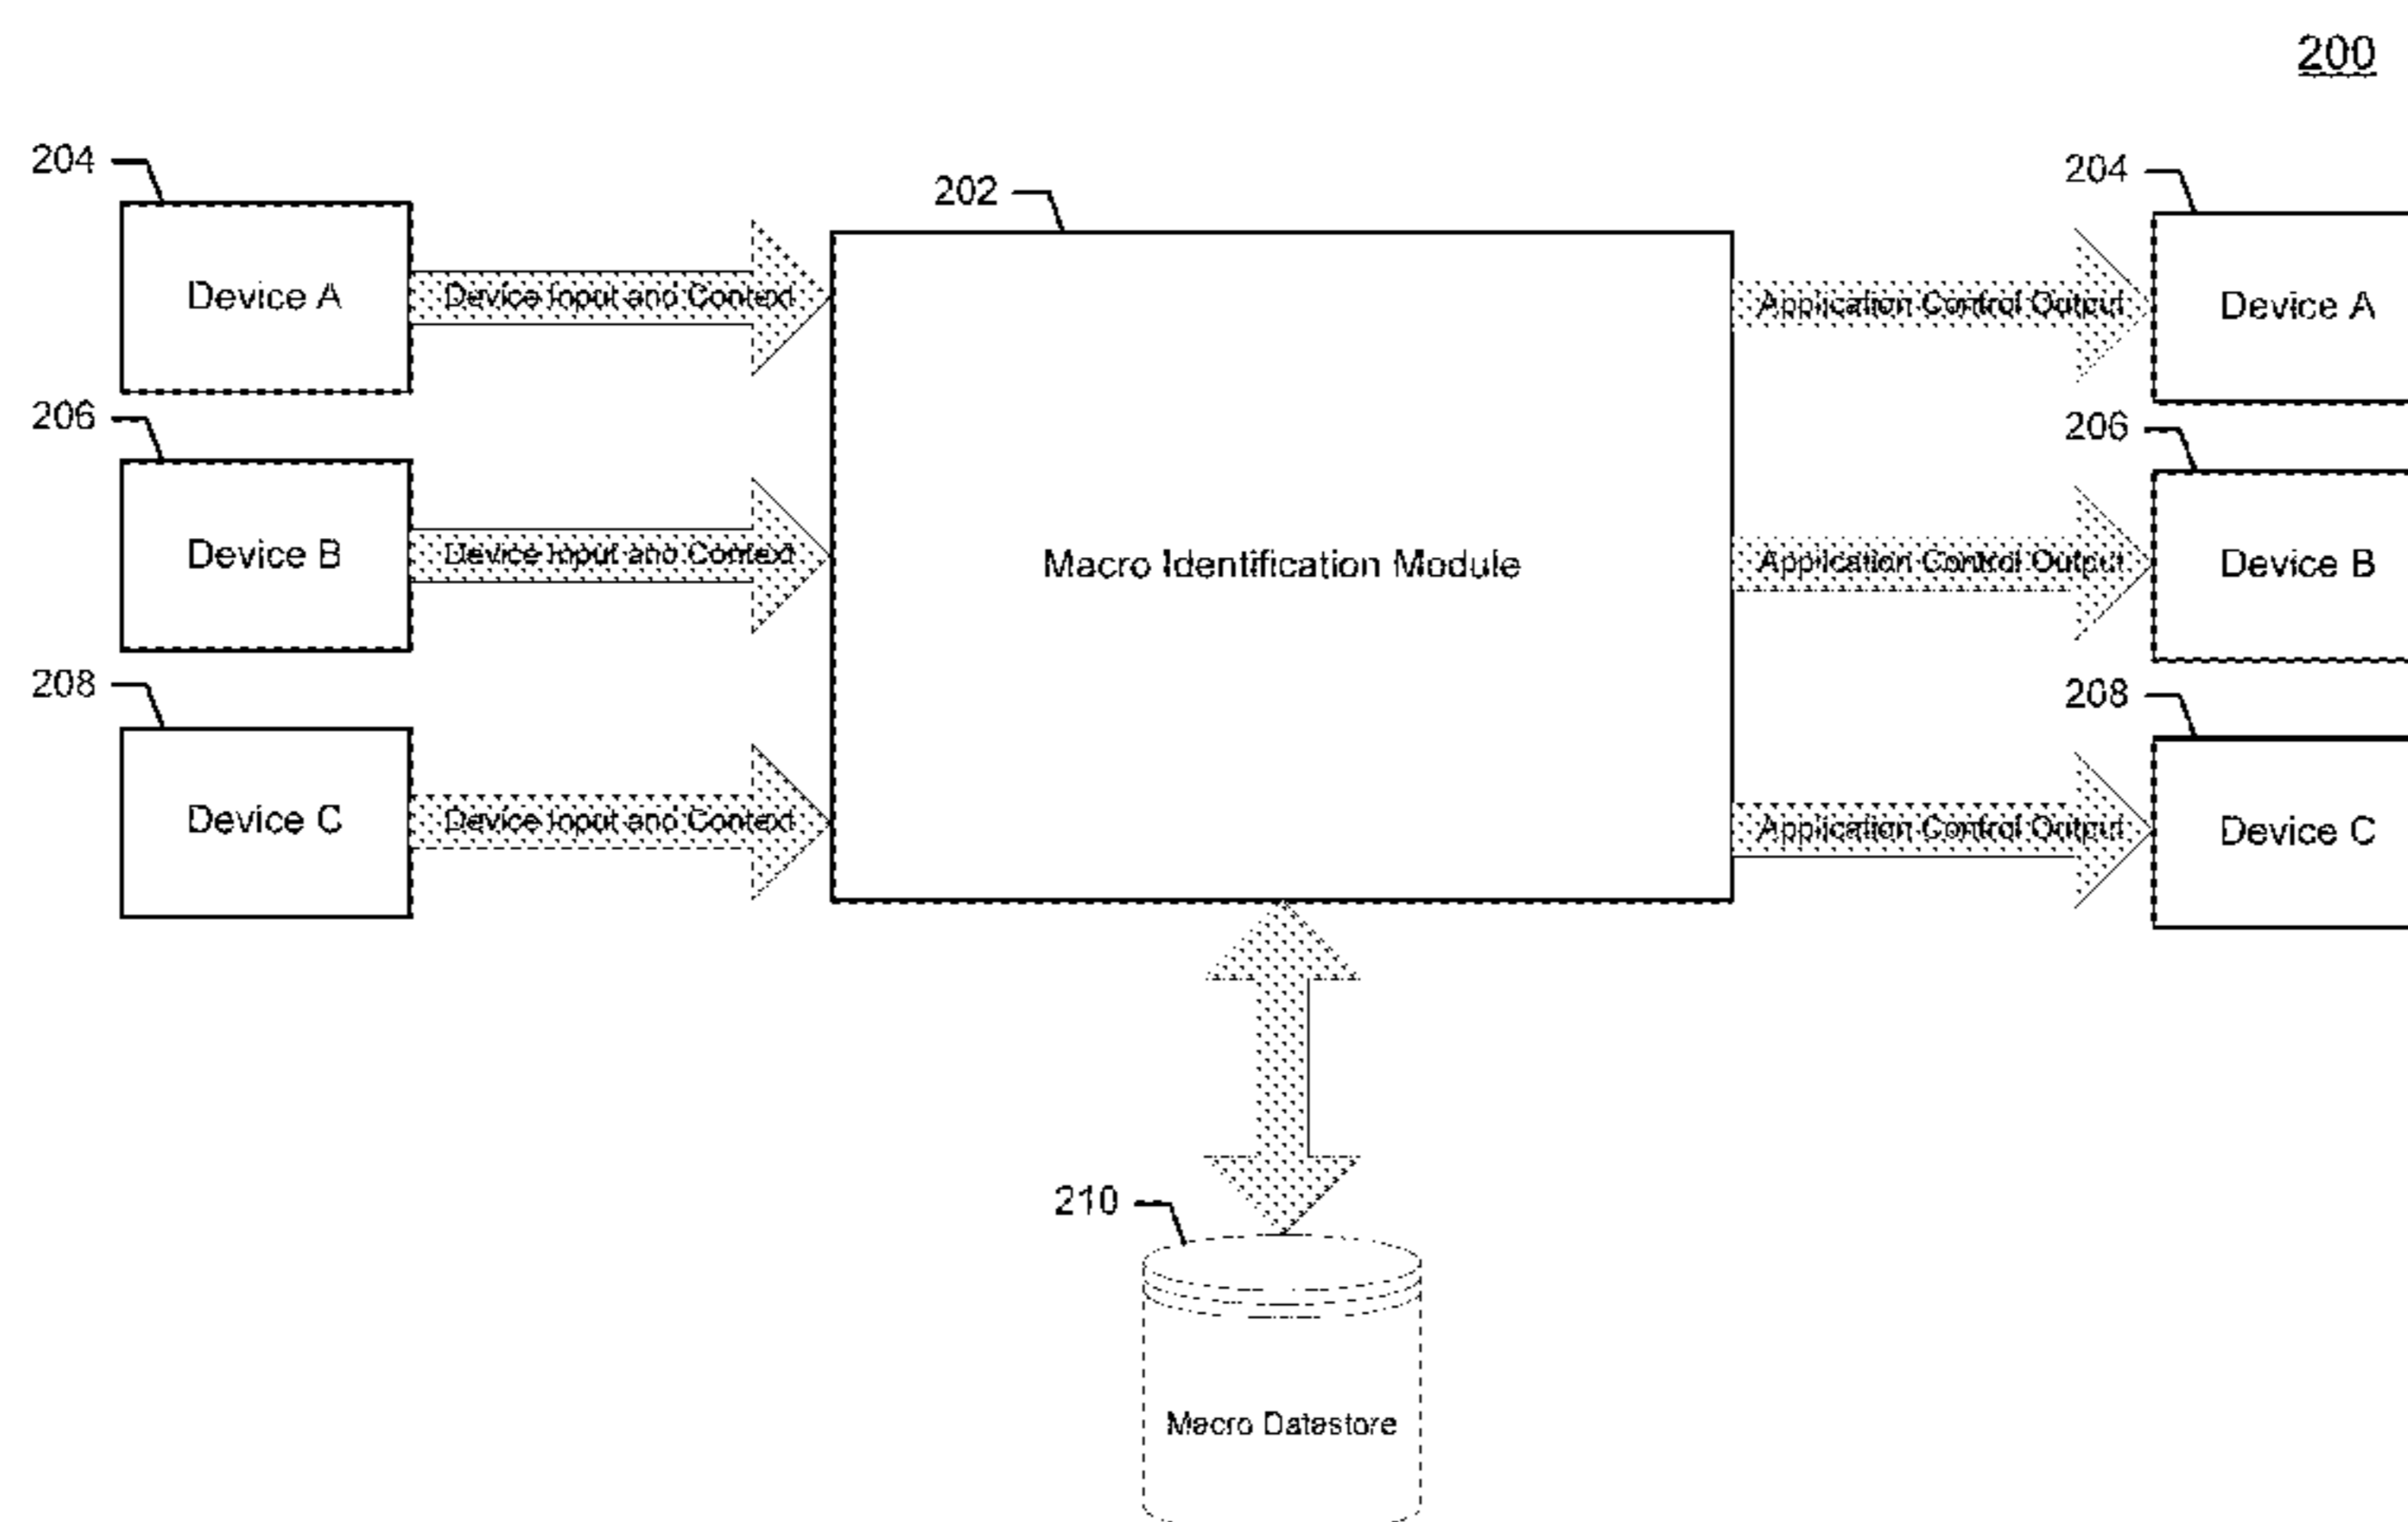 200
204
202
204
Device A
Device Input and Context
Application Control Output
Device A
206
206
Device B
Device Input and Context
Macro Identification Module
Application Control Output
Device B
208
208
Device C
Device Input and Context
Application Control Output
Device C
210
Macro Datastore